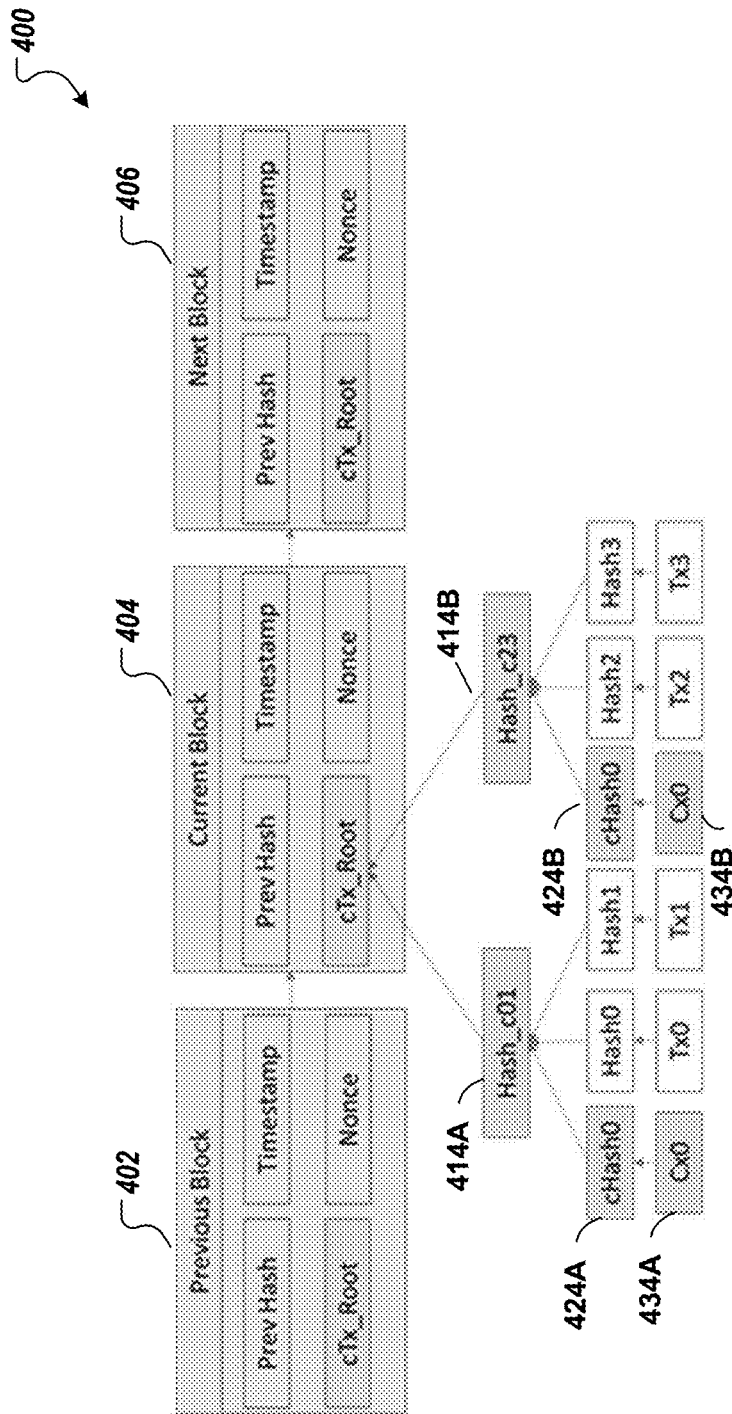 400
402
404
406
Previous Block
Current Block
Next Block
Prev Hash
Timestamp
Prev Hash
Timestamp
Prev Hash
Timestamp
cTx_Root
Nonce
cTx_Root
Nonce
cTx_Root
Nonce
414A
414B
Hash_c01
Hash_c23
424A
424B
cHash0
Hash0
Hash1
cHash0
Hash2
Hash3
434A
Cx0
Tx0
Tx1
Cx0
Tx2
Tx3
434B